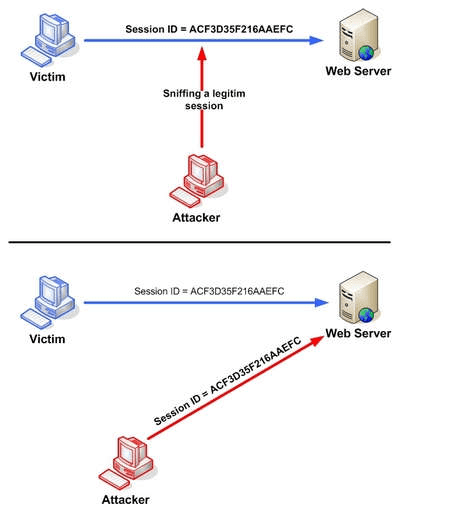 Session ID = ACF3D35F216AAEFC
Victim
Web Server
Sniffing a legitim
session
Attacker
Session ID = ACF3D35F216AAEFC
Victim
Web Server
Session ID = ACF3D35F216AAEFC
Attacker